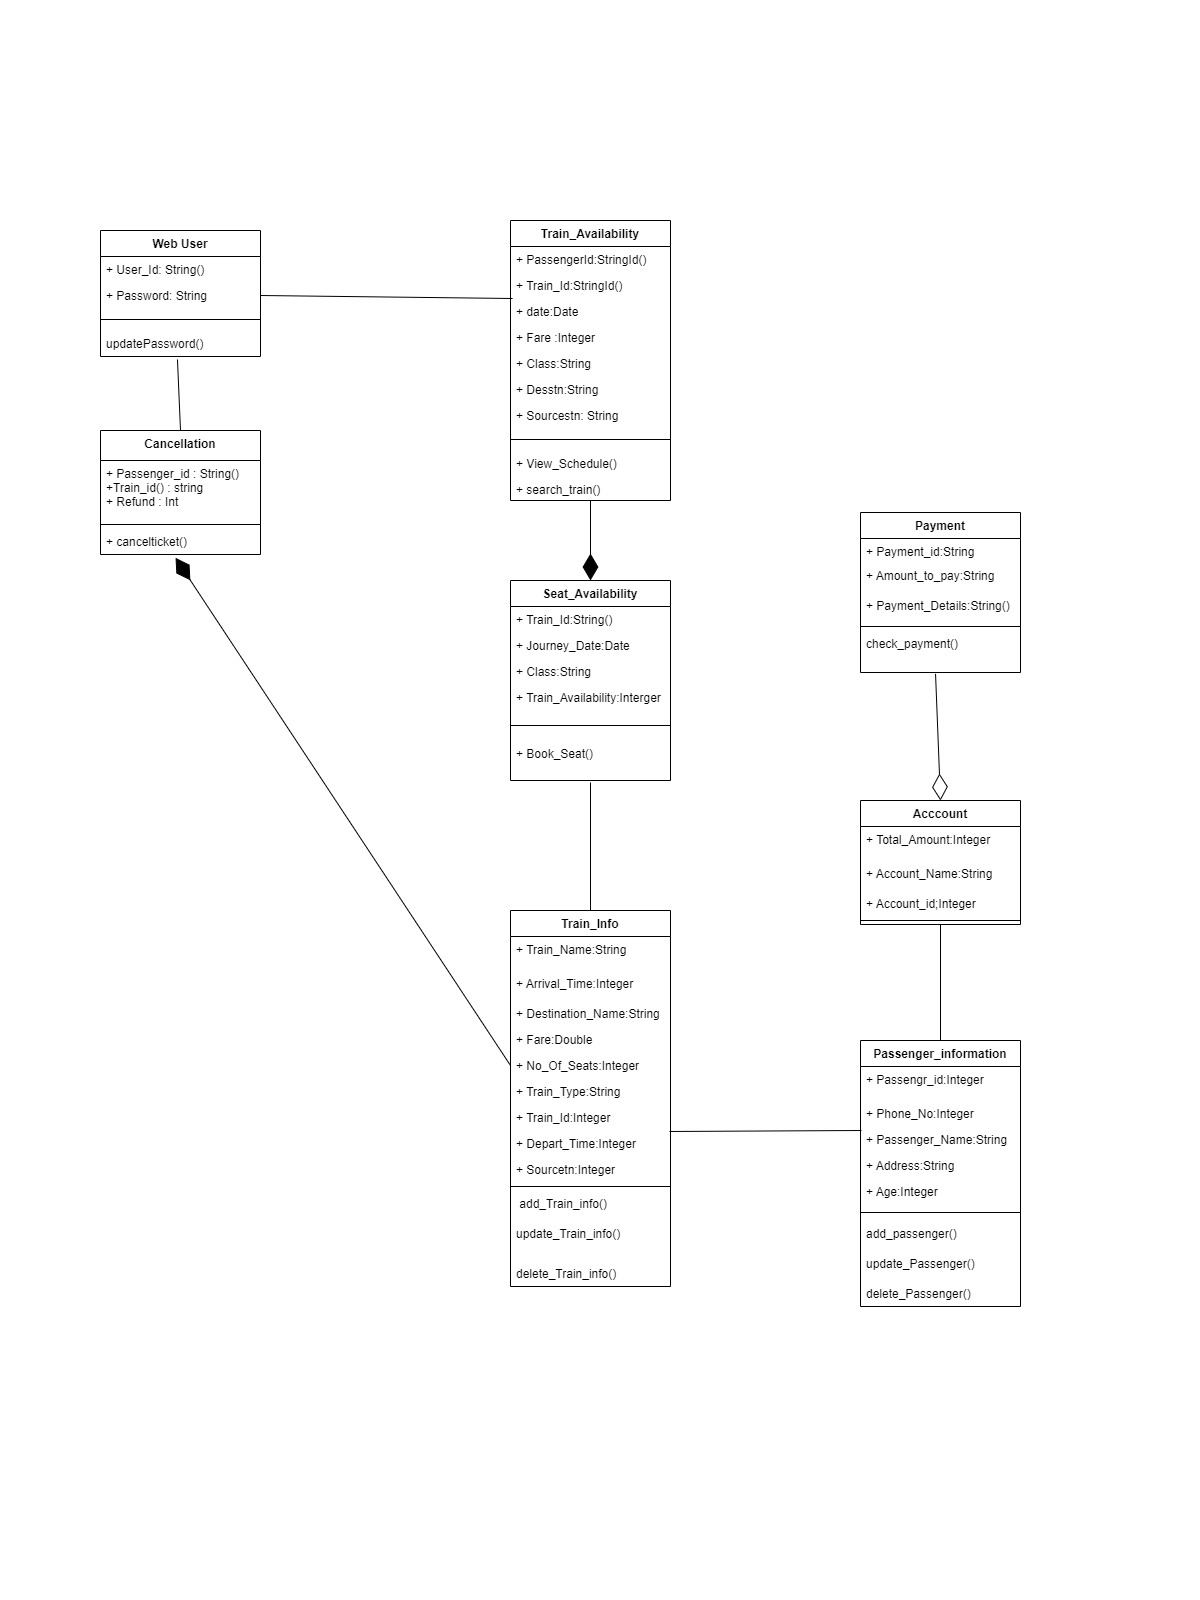 Web User
+ User_Id: String()
+ Password: String
updatePassword()
Train_Availability
+ PassengerId:StringId()
+ Train_Id:StringId()
+ date:Date
+ Fare :Integer
+ Class:String
+ Desstn:String
+ Sourcestn: String
+ View_Schedule()
+ search_train()
Cancellation
+ Passenger_id : String()
+Train_id() : string
+ Refund : Int
+ cancelticket()
Seat_Availability
+ Train_Id:String()
+ Journey_Date:Date
+ Class:String
+ Train_Availability:Interger
+ Book_Seat()
Payment
+ Payment_id:String
+ Amount_to_pay:String
+ Payment_Details:String()
check_payment()
Acccount
+ Total_Amount:Integer
+ Account_Name:String
+ Account_id;Integer
Train_Info
+ Train_Name:String
+ Arrival_Time:Integer
+ Destination_Name:String
+ Fare:Double
+ No_Of_Seats:Integer
+ Train_Type:String
+ Train_Id:Integer
+ Depart_Time:Integer
+ Sourcetn:Integer
add_Train_info()
update_Train_info()
delete_Train_info()
Passenger_information
+ Passengr_id:Integer
+ Phone_No:Integer
+ Passenger_Name:String
+ Address:String
+ Age:Integer
add_passenger()
update_Passenger()
delete_Passenger()